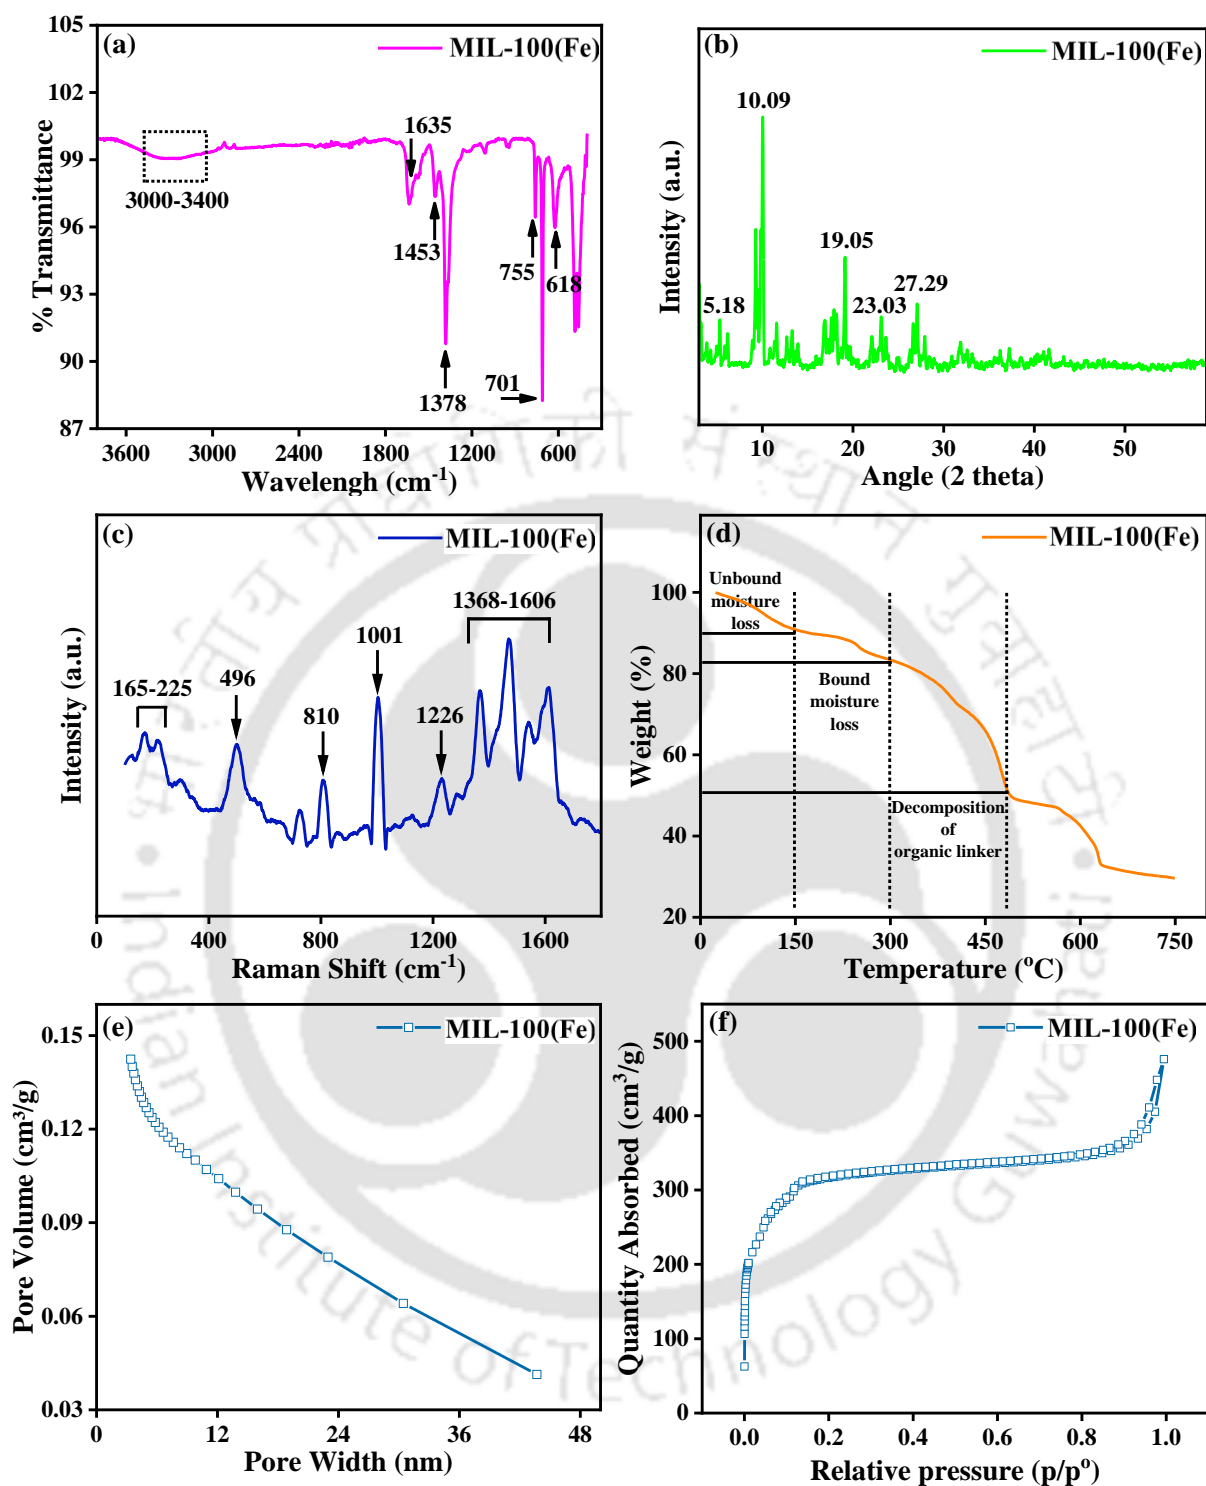 (a)
MIL-100(Fe)
105
102
99
96
93
90
87
% Transmittance
3000-3400
1635
1453
1378
755
701
618
3600 3000 2400 1800 1200 600
Wavelengh (cm-1)
(b)
MIL-100(Fe)
Intensity (a.u.)
5.18
10.09
19.05
23.03
27.29
10 20 30 40 50
Angle (2 theta)
(c)
MIL-100(Fe)
Intensity (a.u.)
165-225
496
810
1001
1226
1368-1606
0 400 800 1200 1600
Raman Shift (cm-1)
(d)
MIL-100(Fe)
Weight (%)
100
80
60
40
20
Unbound
moisture
loss
Bound
moisture
loss
Decomposition
of
organic linker
0 150 300 450 600 750
Temperature (oC)
(e)
MIL-100(Fe)
Pore Volume (cm3/g)
0.15
0.12
0.09
0.06
0.03
0 12 24 36 48
Pore Width (nm)
(f)
MIL-100(Fe)
Quantity Absorbed (cm3/g)
500
400
300
200
100
0
0.0 0.2 0.4 0.6 0.8 1.0
Relative pressure (p/po)
Indian Institute of Technology Guwahati